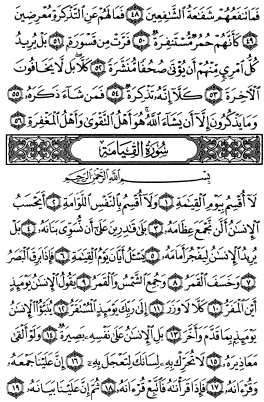 فَمَا تَنفَعُهُمْ شَفَٰعَةُ ٱلشَّٰفِعِينَ ٤٨ فَمَا لَهُمْ عَنِ ٱلتَّذْكِرَةِ مُعْرِضِينَ
٤٩ كَأَنَّهُمْ حُمُرٌ مُّسْتَنفِرَةٌ ٥٠ فَرَّتْ مِن قَسْوَرَةٍۭ ٥١ بَلْ يُرِيدُ
كُلُّ ٱمْرِئٍ مِّنْهُمْ أَن يُؤْتَىٰ صُحُفًا مُّنَشَّرَةً ٥٢ كَلَّا بَل لَّا يَخَافُونَ
ٱلْءَاخِرَةَ ٥٣ كَلَّآ إِنَّهُۥ تَذْكِرَةٌ ٥٤ فَمَن شَآءَ ذَكَرَهُۥ ٥٥
وَمَا يَذْكُرُونَ إِلَّآ أَن يَشَآءَ ٱللَّهُ هُوَ أَهْلُ ٱلتَّقْوَىٰ وَأَهْلُ ٱلْمَغْفِرَةِ ٥٦
سُورَةُ القِيَامَة
بِسْمِ ٱللَّهِ ٱلرَّحْمَٰنِ ٱلرَّحِيمِ
لَآ أُقْسِمُ بِيَوْمِ ٱلْقِيَٰمَةِ ١ وَلَآ أُقْسِمُ بِٱلنَّفْسِ ٱللَّوَّامَةِ ٢ أَيَحْسَبُ
ٱلْإِنسَٰنُ أَلَّن نَّجْمَعَ عِظَامَهُۥ ٣ بَلَىٰ قَٰدِرِينَ عَلَىٰٓ أَن نُّسَوِّىَ بَنَانَهُۥ ٤ بَلْ
يُرِيدُ ٱلْإِنسَٰنُ لِيَفْجُرَ أَمَامَهُۥ ٥ يَسْـَٔلُ أَيَّانَ يَوْمُ ٱلْقِيَٰمَةِ ٦ فَإِذَا بَرِقَ ٱلْبَصَرُ
٧ وَخَسَفَ ٱلْقَمَرُ ٨ وَجُمِعَ ٱلشَّمْسُ وَٱلْقَمَرُ ٩ يَقُولُ ٱلْإِنسَٰنُ يَوْمَئِذٍ
أَيْنَ ٱلْمَفَرُّ ١٠ كَلَّا لَا وَزَرَ ١١ إِلَىٰ رَبِّكَ يَوْمَئِذٍ ٱلْمُسْتَقَرُّ ١٢ يُنَبَّؤُا۟ ٱلْإِنسَٰنُ
يَوْمَئِذٍۭ بِمَا قَدَّمَ وَأَخَّرَ ١٣ بَلِ ٱلْإِنسَٰنُ عَلَىٰ نَفْسِهِۦ بَصِيرَةٌ ١٤ وَلَوْ أَلْقَىٰ
مَعَاذِيرَهُۥ ١٥ لَا تُحَرِّكْ بِهِۦ لِسَانَكَ لِتَعْجَلَ بِهِۦٓ ١٦ إِنَّ عَلَيْنَا جَمْعَهُۥ
وَقُرْءَانَهُۥ ١٧ فَإِذَا قَرَأْنَٰهُ فَٱتَّبِعْ قُرْءَانَهُۥ ١٨ ثُمَّ إِنَّ عَلَيْنَا بَيَانَهُۥ ١٩